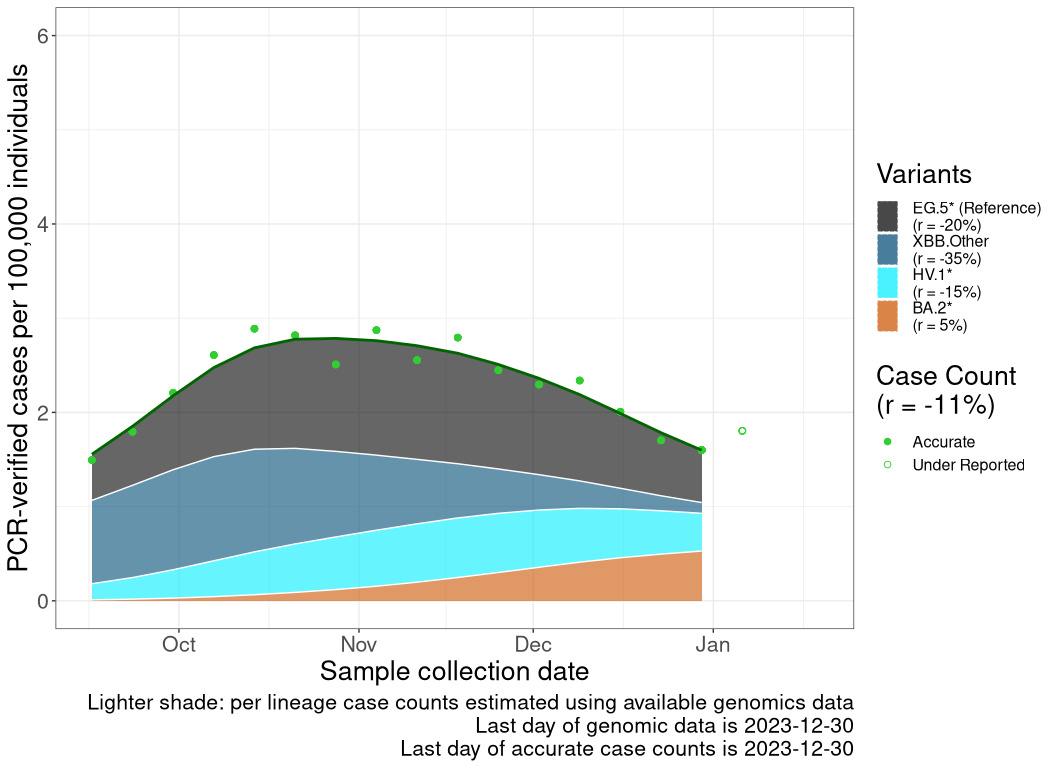 PCR-verified cases per 100,000 individuals
6
4
2
0
Oct
Nov
Dec
Jan
Sample collection date
Variants
EG.5* (Reference)
(r = -20%)
XBB.Other
(r = -35%)
HV.1*
(r = -15%)
BA.2*
(r = 5%)
Case Count
(r = -11%)
Accurate
Under Reported
Lighter shade: per lineage case counts estimated using available genomics data
Last day of genomic data is 2023-12-30
Last day of accurate case counts is 2023-12-30